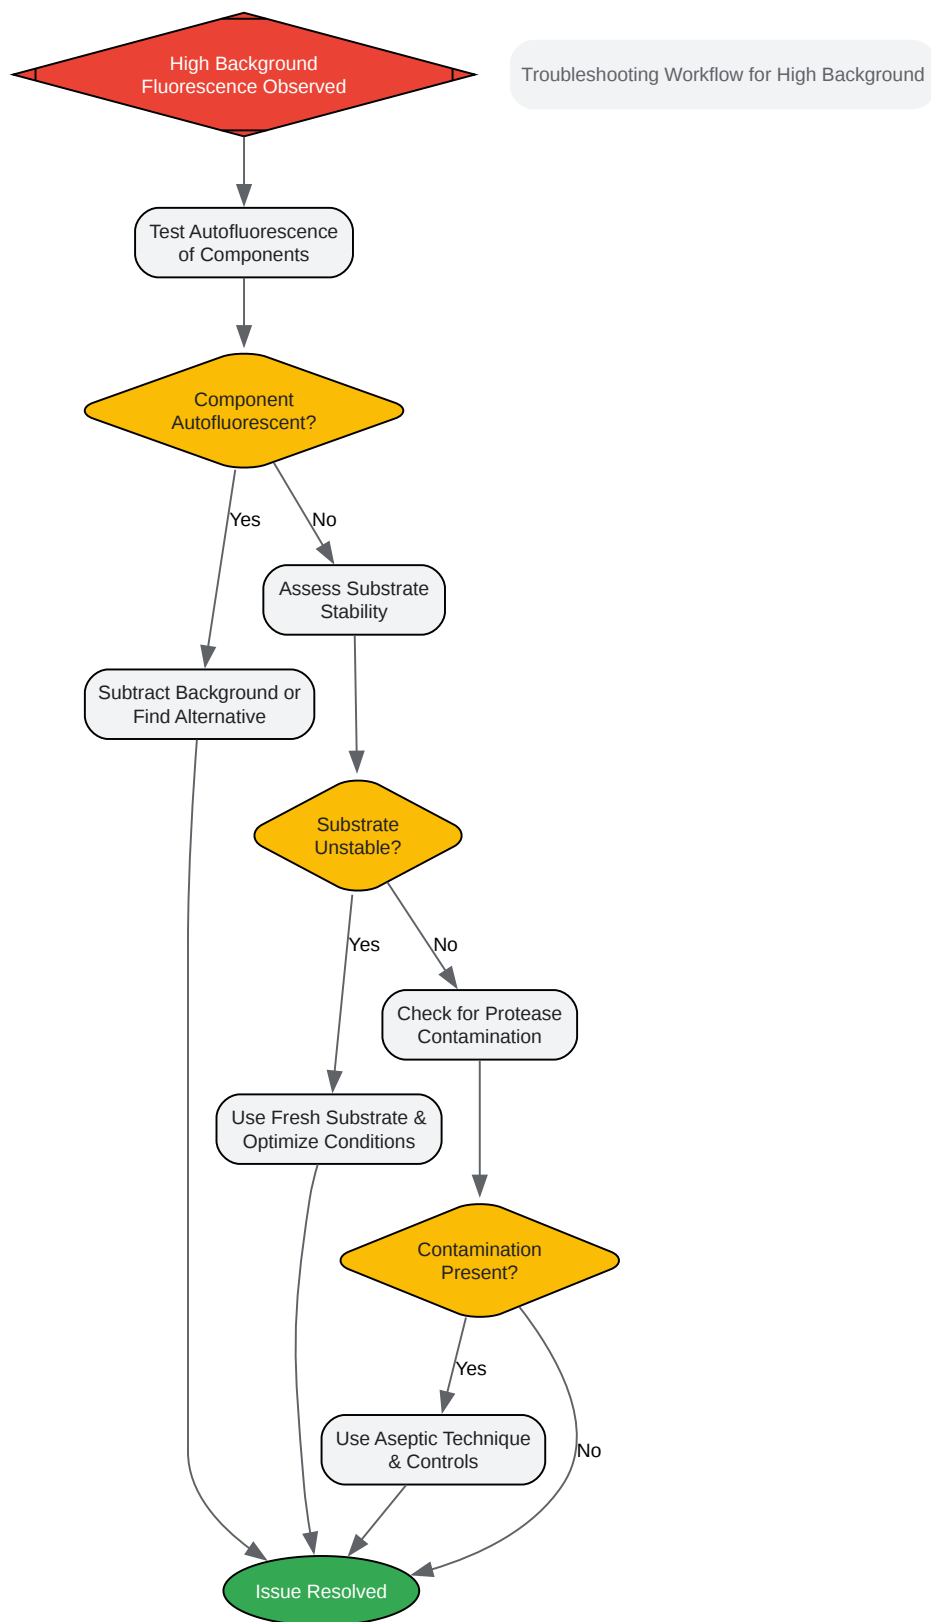 High Background
Fluorescence Observed
Troubleshooting Workflow for High Background
Test Autofluorescence
of Components
Component
Autofluorescent?
Yes
No
Assess Substrate
Stability
Subtract Background or
Find Alternative
Substrate
Unstable?
Yes
No
Check for Protease
Contamination
Use Fresh Substrate &
Optimize Conditions
Contamination
Present?
Yes
Use Aseptic Technique
& Controls
No
Issue Resolved